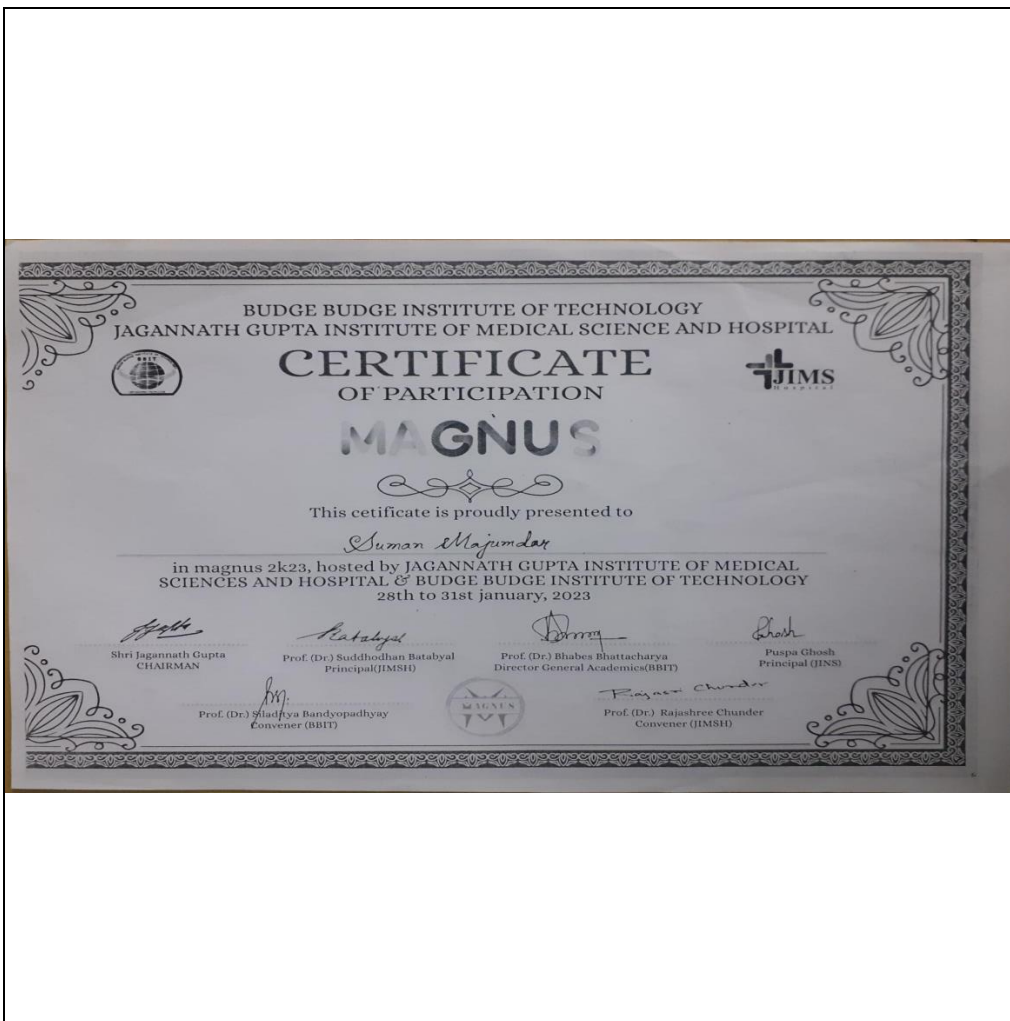 BUDGE BUDGE INSTITUTE OF TECHNOLOGY
JAGANNATH GUPTA INSTITUTE OF MEDICAL SCIENCE AND HOSPITAL
CERTIFICATE
BBIT
JIMS
Hospital
OF PARTICIPATION
MAGNUS
This cetificate is proudly presented to
Suman Majumdar
in magnus 2k23, hosted by JAGANNATH GUPTA INSTITUTE OF MEDICAL
SCIENCES AND HOSPITAL & BUDGE BUDGE INSTITUTE OF TECHNOLOGY
28th to 31st january, 2023
Shri Jagannath Gupta
CHAIRMAN
Batabyal
Prof. (Dr.) Suddhodhan Batabyal
Principal(JIMSH)
Prof. (Dr.) Bhabes Bhattacharya
Director General Academics(BBIT)
Ghosh
Puspa Ghosh
Principal (JINS)
Prof. (Dr.) Siladitya Bandyopadhyay
Convener (BBIT)
MAGNUS
Chunder
Prof. (Dr.) Rajashree Chunder
Convener (JIMSH)